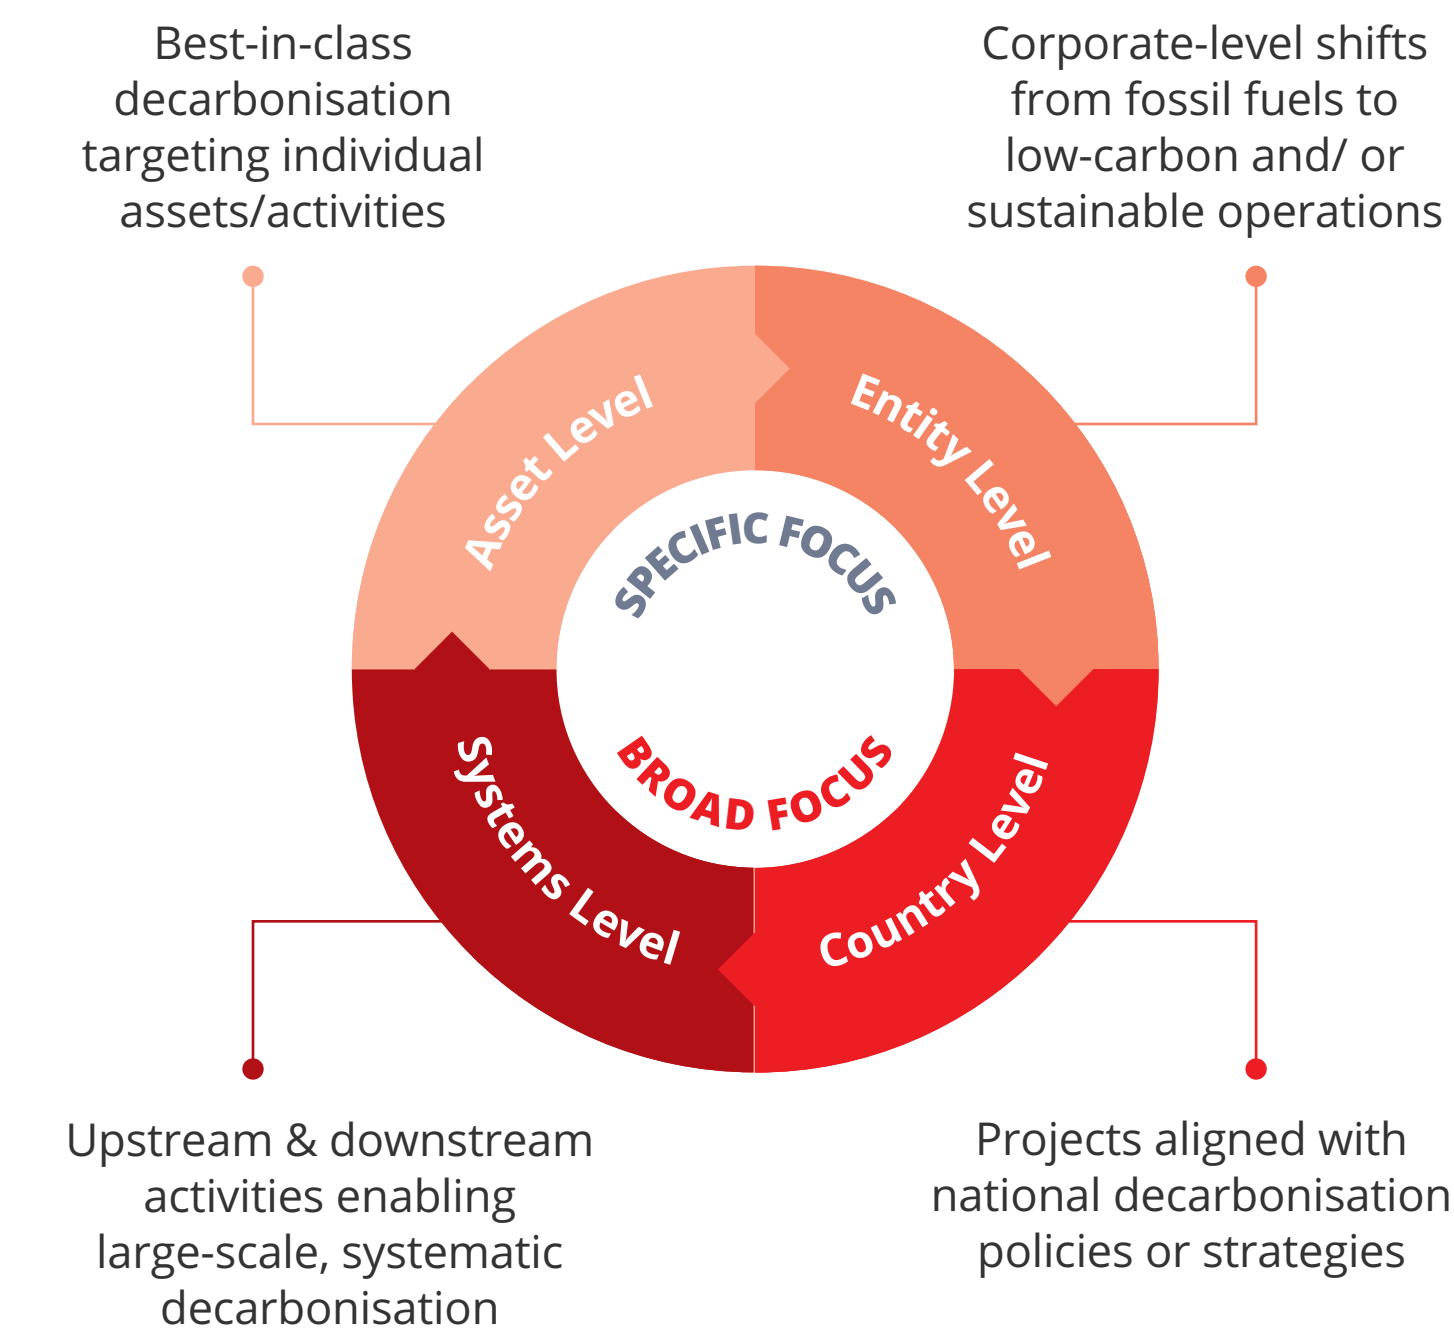 Best-in-class
decarbonisation
targeting individual
assets/activities
Corporate-level shifts
from fossil fuels to
low-carbon and/ or
sustainable operations
Asset Level
Entity Level
SPECIFIC FOCUS
BROAD FOCUS
Systems Level
Country Level
Upstream & downstream
activities enabling
large-scale, systematic
decarbonisation
Projects aligned with
national decarbonisation
policies or strategies